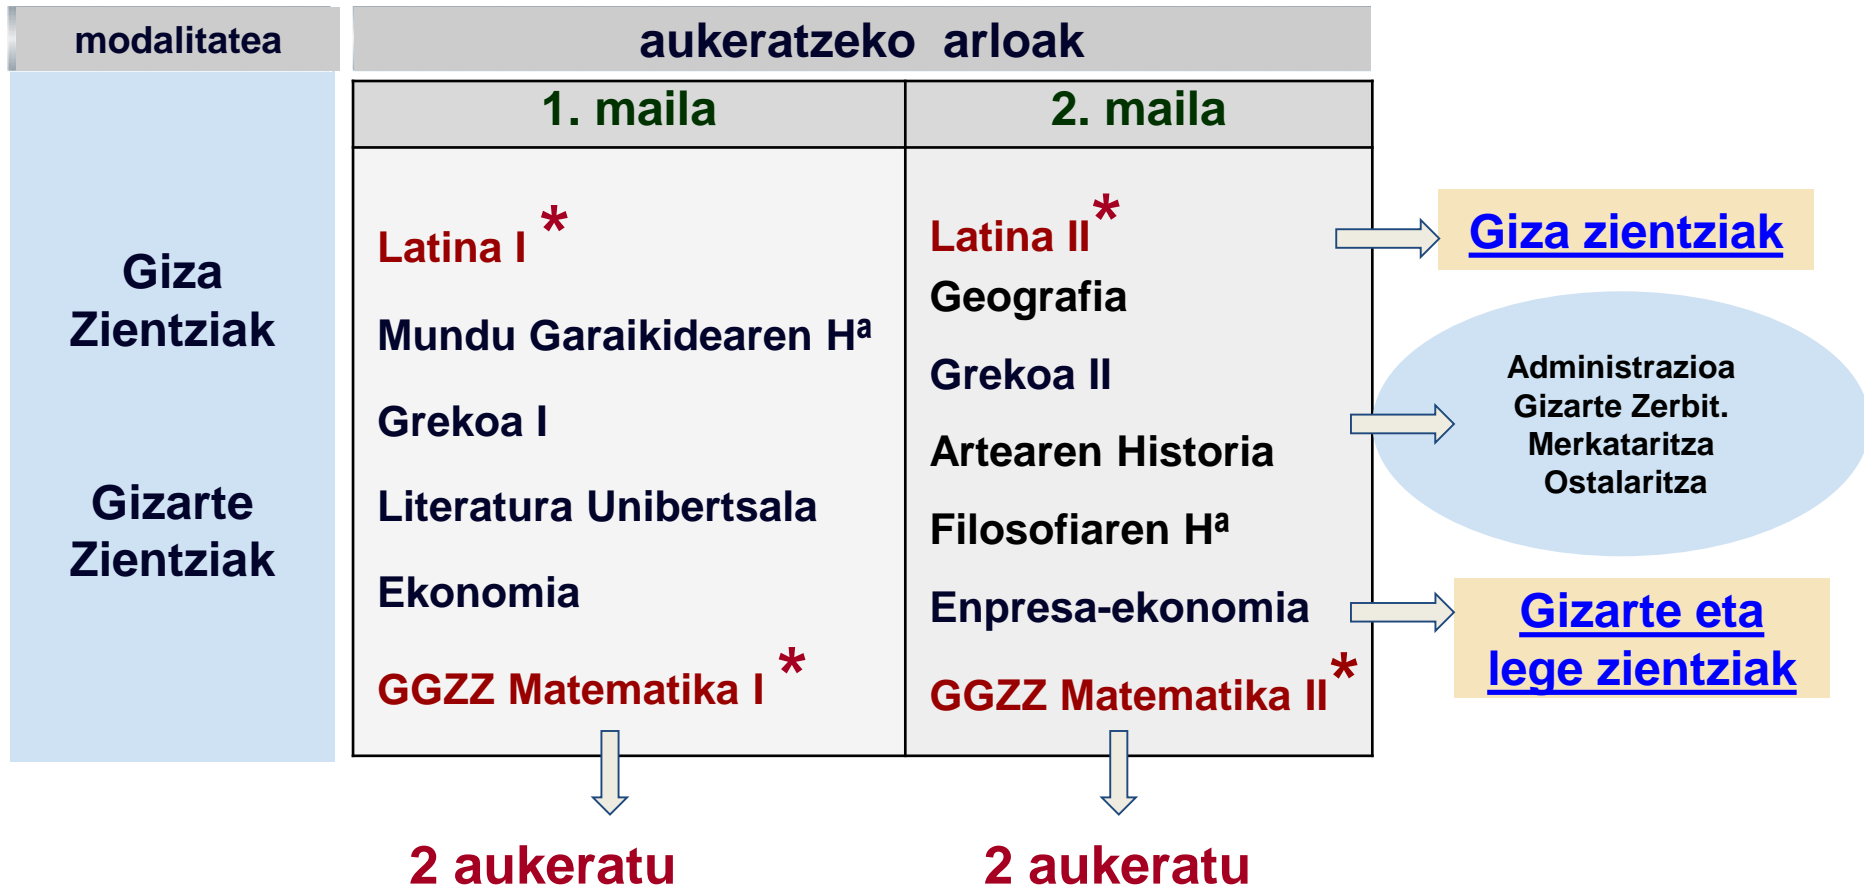 modalitatea
aukeratzeko arloak
1. maila
2. maila
Giza
Zientziak
Gizarte
Zientziak
Latina I *
Mundu Garaikidearen Hª
Grekoa I
Literatura Unibertsala
Ekonomia
GGZZ Matematika I *
Latina II *
Geografia
Grekoa II
Artearen Historia
Filosofiaren Hª
Enpresa-ekonomia
GGZZ Matematika II *
Giza zientziak
Administrazioa
Gizarte Zerbit.
Merkataritza
Ostalaritza
Gizarte eta
lege zientziak
2 aukeratu
2 aukeratu